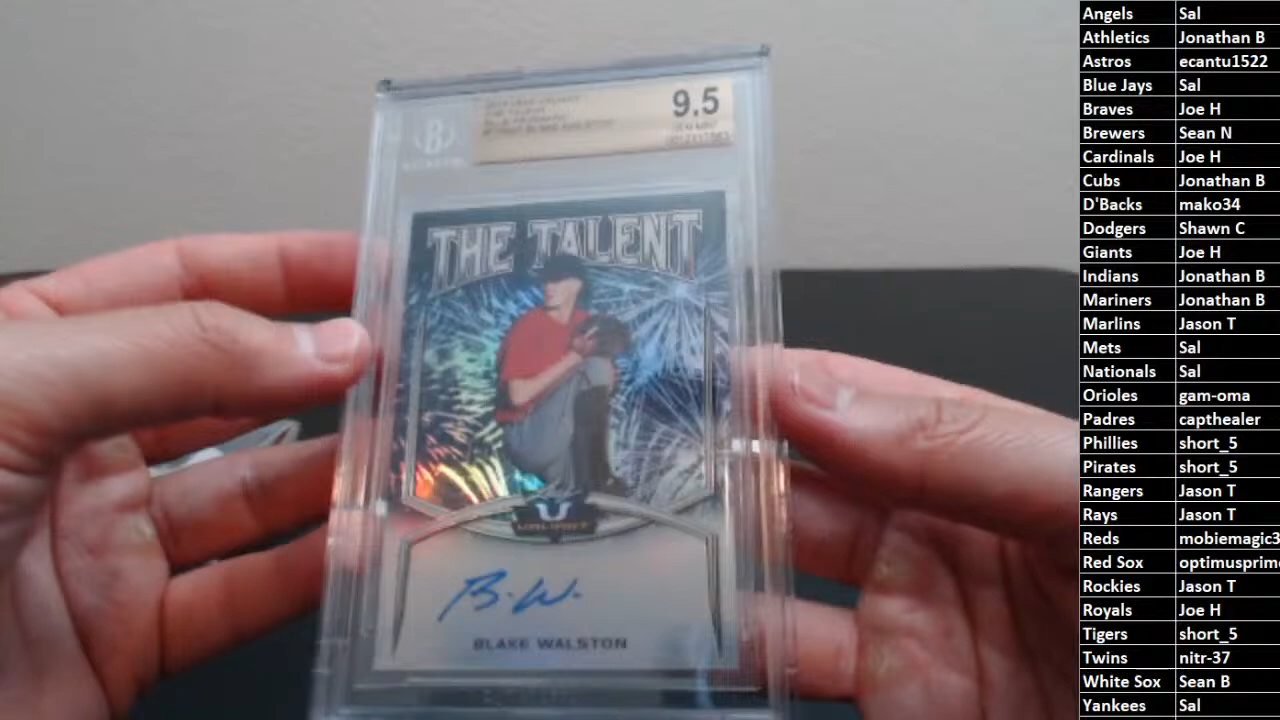 9.5
THE TALENT
BLAKE WALSTON
B.W.
Angels Sal
Athletics Jonathan B
Astros ecantu1522
Blue Jays Sal
Braves Joe H
Brewers Sean N
Cardinals Joe H
Cubs Jonathan B
D'Backs mako34
Dodgers Shawn C
Giants Joe H
Indians Jonathan B
Mariners Jonathan B
Marlins Jason T
Mets Sal
Nationals Sal
Orioles gam-oma
Padres capthealer
Phillies short_5
Pirates short_5
Rangers Jason T
Rays Jason T
Reds mobiemagic3
Red Sox optimusprime
Rockies Jason T
Royals Joe H
Tigers short_5
Twins nitr-37
White Sox Sean B
Yankees Sal